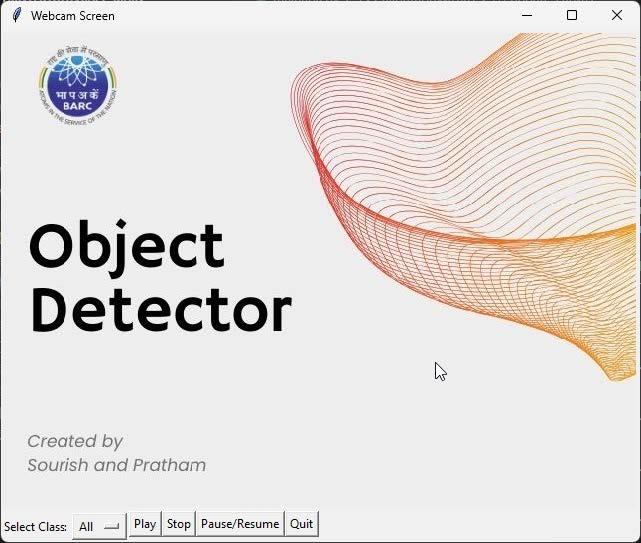 Webcam Screen
राष्ट्र की सेवा में परमाणु
भा प अ कें
BARC
ATOMS IN THE SERVICE OF THE NATION
Object
Detector
Created by
Sourish and Pratham
Select Class: All Play Stop Pause/Resume Quit